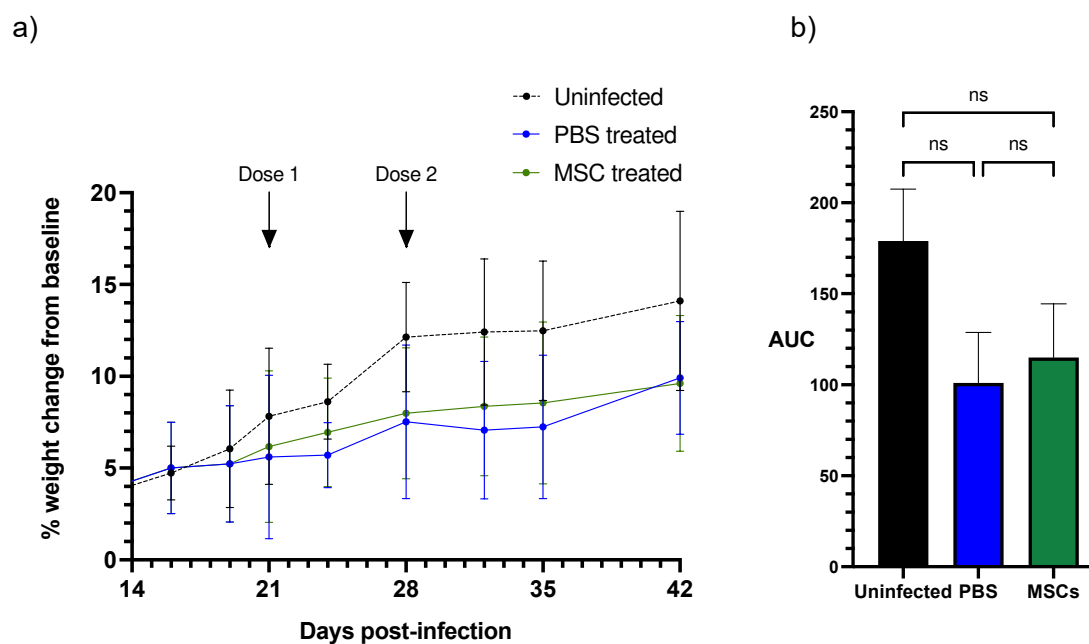 a)
Uninfected
PBS treated
MSC treated
Dose 1
Dose 2
% weight change from baseline
20
15
10
5
0
14
21
28
35
42
Days post-infection
b)
ns
ns
ns
AUC
250
200
150
100
50
0
Uninfected
PBS
MSCs